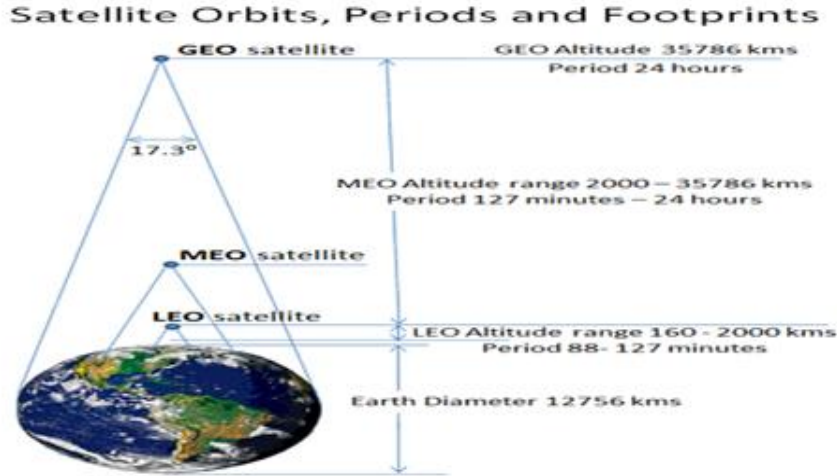 Satellite Orbits, Periods and Footprints
GEO satellite
GEO Altitude 35786 kms
Period 24 hours
17.3º
MEO Altitude range 2000 – 35786 kms
Period 127 minutes – 24 hours
MEO satellite
LEO satellite
LEO Altitude range 160 - 2000 kms
Period 88- 127 minutes
Earth Diameter 12756 kms